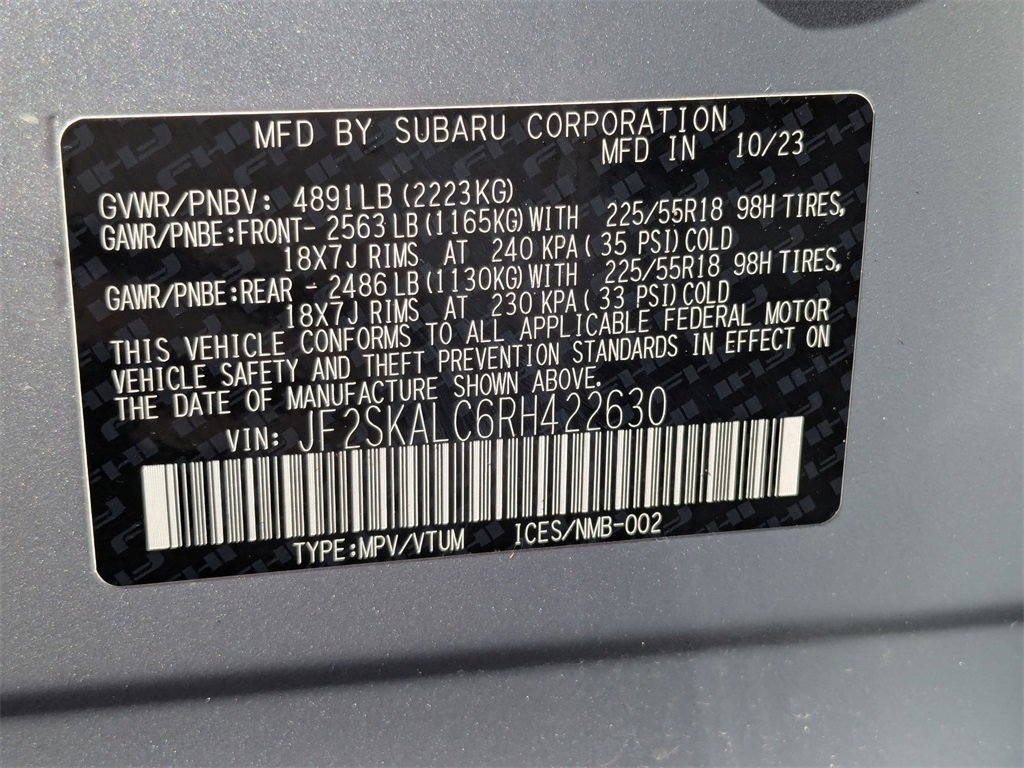 MFD BY SUBARU CORPORATION
MFD IN 10/23
GVWR/PNBV: 4891LB (2223KG)
GAWR/PNBE:FRONT- 2563 LB (1165KG) WITH 225/55R18 98H TIRES,
18X7J RIMS AT 240 KPA ( 35 PSI) COLD
GAWR/PNBE:REAR - 2486 LB (1130KG) WITH 225/55R18 98H TIRES,
18X7J RIMS AT 230 KPA ( 33 PSI) COLD
THIS VEHICLE CONFORMS TO ALL APPLICABLE FEDERAL MOTOR
VEHICLE SAFETY AND THEFT PREVENTION STANDARDS IN EFFECT ON
THE DATE OF MANUFACTURE SHOWN ABOVE.
VIN: JF2SKALC6RH422630
TYPE:MPV/VTUM ICES/NMB-002